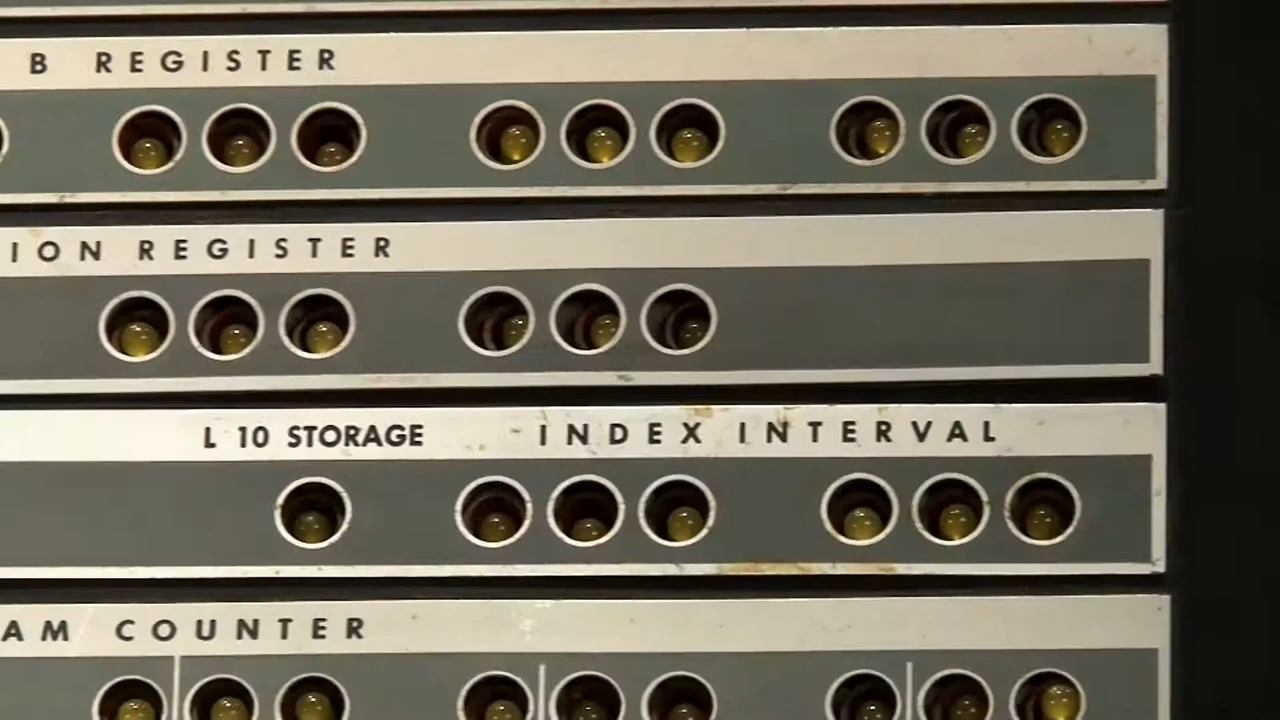 B REGISTER
ION REGISTER
L 10 STORAGE INDEX INTERVAL
AM COUNTER